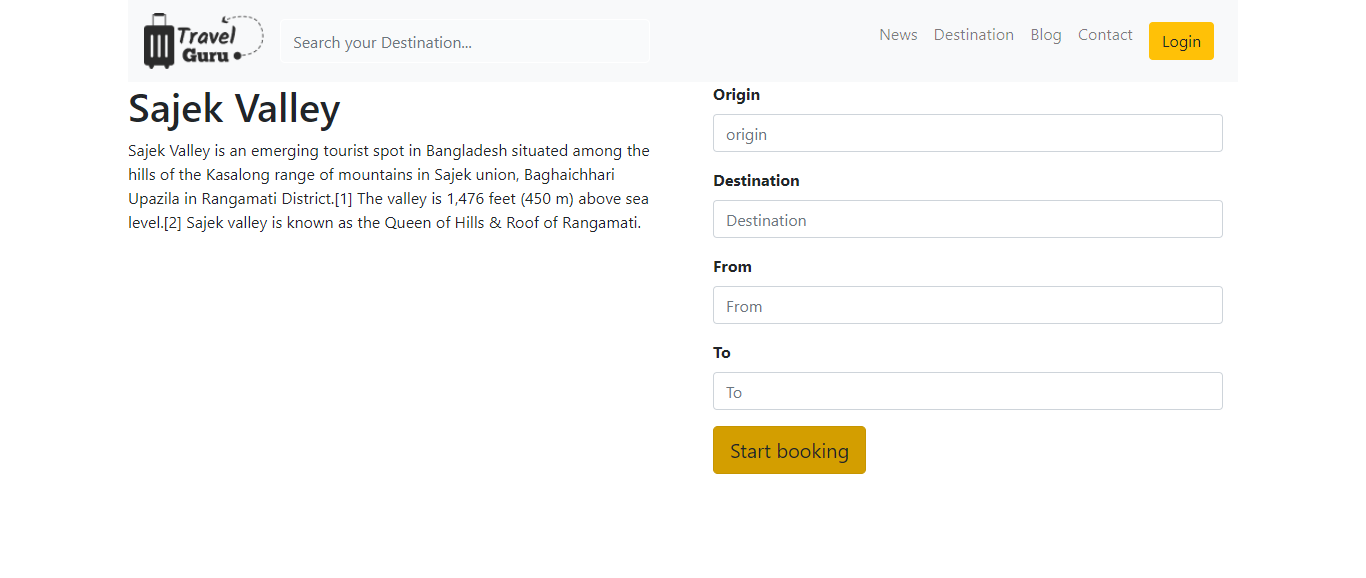 Travel
Guru
Search your Destination...
News
Destination
Blog
Contact
Login
Sajek Valley
Sajek Valley is an emerging tourist spot in Bangladesh situated among the
hills of the Kasalong range of mountains in Sajek union, Baghaichhari
Upazila in Rangamati District.[1] The valley is 1,476 feet (450 m) above sea
level.[2] Sajek valley is known as the Queen of Hills & Roof of Rangamati.
Origin
origin
Destination
Destination
From
From
To
To
Start booking